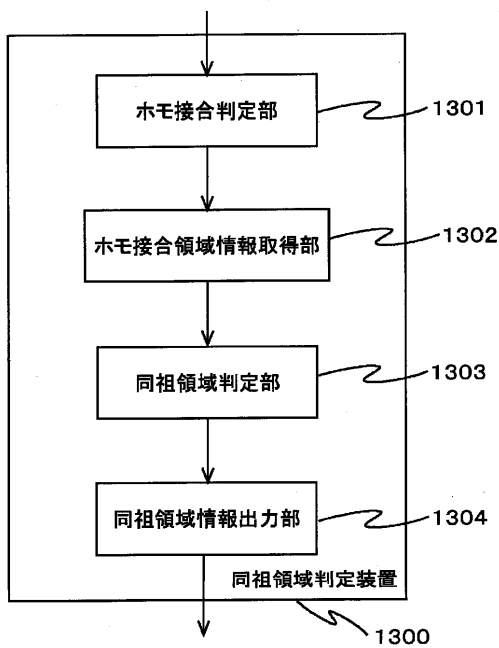 ホモ接合判定部
1301
ホモ接合領域情報取得部
1302
同祖領域判定部
1303
同祖領域情報出力部
1304
同祖領域判定装置
1300